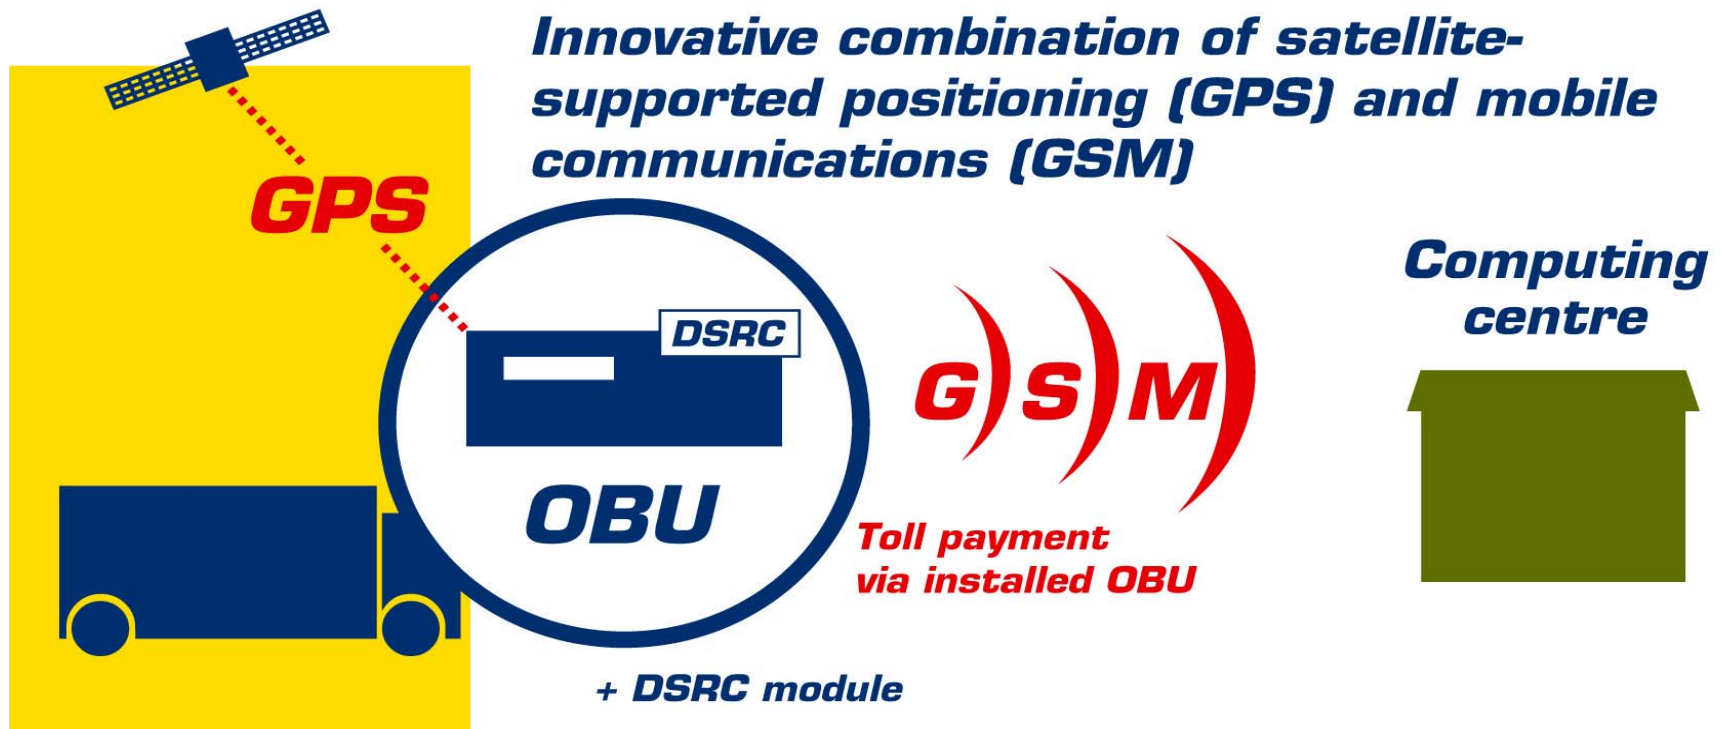 Innovative combination of satellite-
supported positioning (GPS) and mobile
communications (GSM)
GPS
DSRC
OBU
GSM
Toll payment
via installed OBU
Computing
centre
+ DSRC module